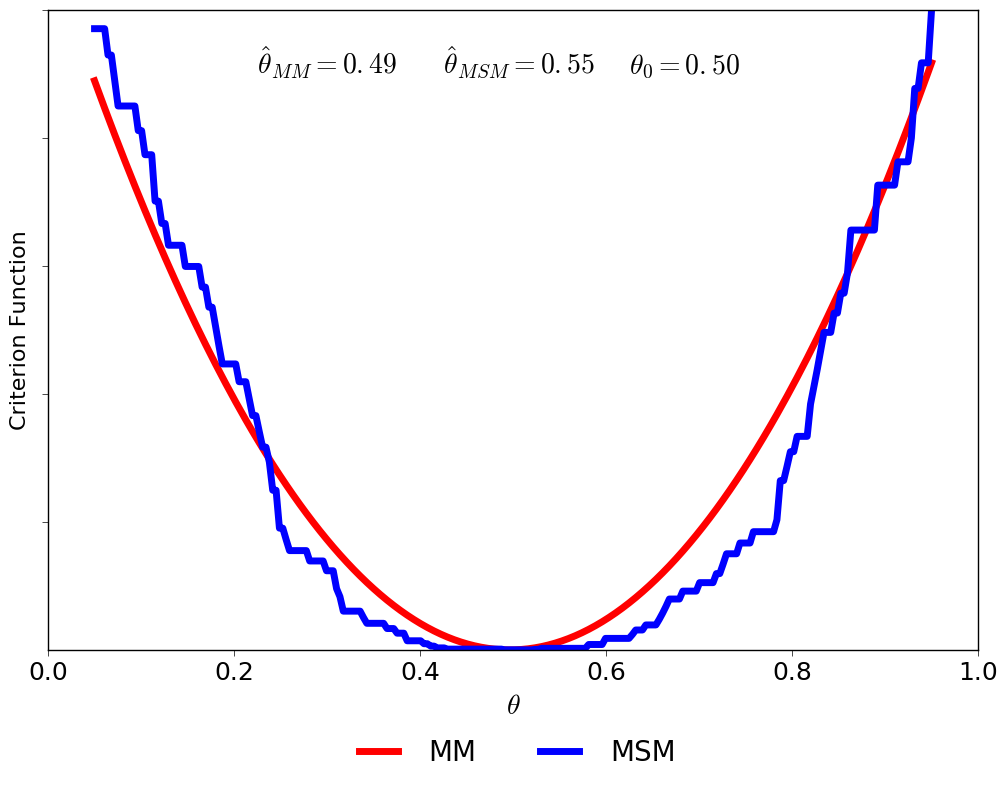 θ̂_MM = 0.49 θ̂_MSM = 0.55 θ_0 = 0.50
Criterion Function
0.0 0.2 0.4 0.6 0.8 1.0
θ
MM MSM